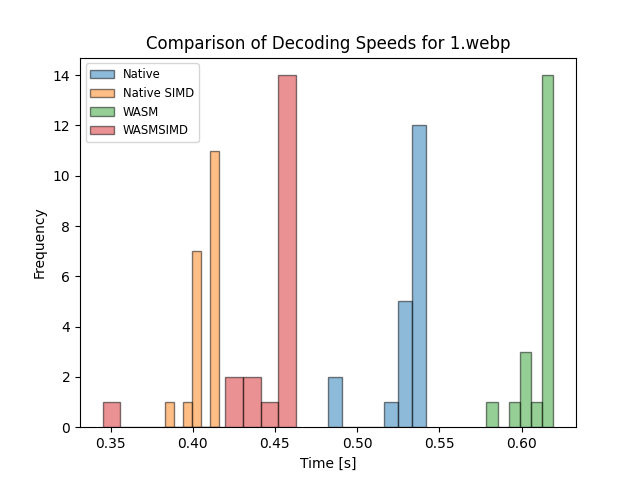 Comparison of Decoding Speeds for 1.webp
Native
Native SIMD
WASM
WASMSIMD
Frequency
14
12
10
8
6
4
2
0
0.35 0.40 0.45 0.50 0.55 0.60
Time [s]